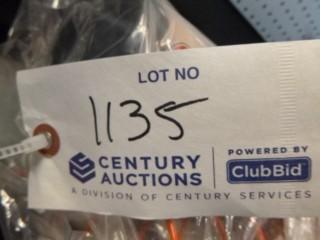 LOT NO
1135
CENTURY
AUCTIONS
A DIVISION OF CENTURY SERVICES
POWERED BY
ClubBid